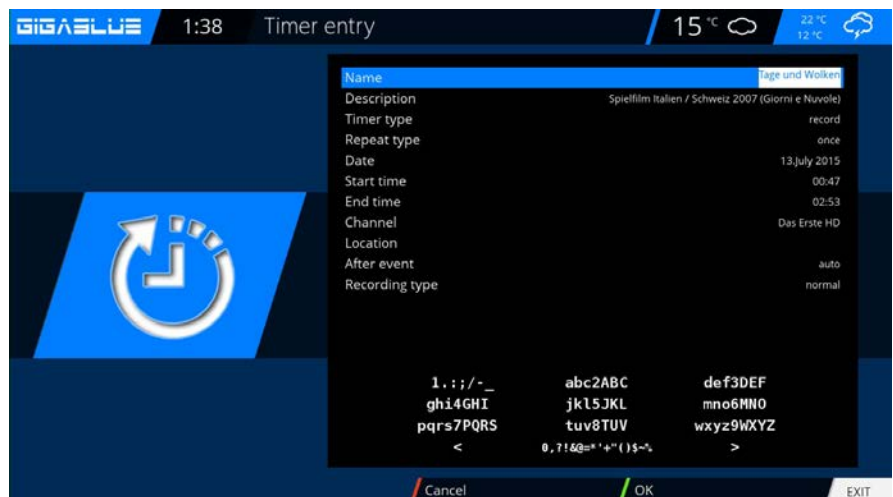 GIGABLUE 1:38 Timer entry 15 °C 22 °C
12 °C
Name Tage und Wolken
Description Spielfilm Italien / Schweiz 2007 (Giorni e Nuvole)
Timer type record
Repeat type once
Date 13.July 2015
Start time 00:47
End time 02:53
Channel Das Erste HD
Location
After event auto
Recording type normal
1.:;/-_ abc2ABC def3DEF
ghi4GHI jkl5JKL mno6MNO
pqrs7PQRS tuv8TUV wxyz9WXYZ
< 0,?!&@=*'+"()$~% >
Cancel OK EXIT